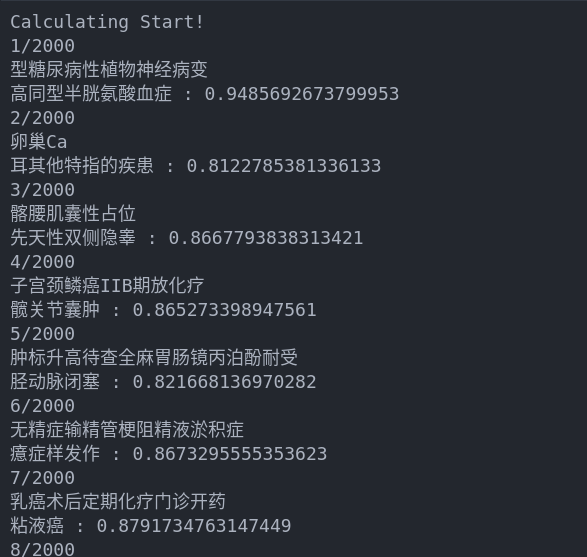 Calculating Start!
1/2000
型糖尿病性植物神经病变
高同型半胱氨酸血症 : 0.9485692673799953
2/2000
卵巢Ca
耳其他特指的疾患 : 0.8122785381336133
3/2000
髂腰肌囊性占位
先天性双侧隐睾 : 0.8667793838313421
4/2000
子宫颈鳞癌IIB期放化疗
髋关节囊肿 : 0.865273398947561
5/2000
肿标升高待查全麻胃肠镜丙泊酚耐受
胫动脉闭塞 : 0.821668136970282
6/2000
无精症输精管梗阻精液淤积症
癔症样发作 : 0.8673295555353623
7/2000
乳癌术后定期化疗门诊开药
粘液癌 : 0.8791734763147449
8/2000